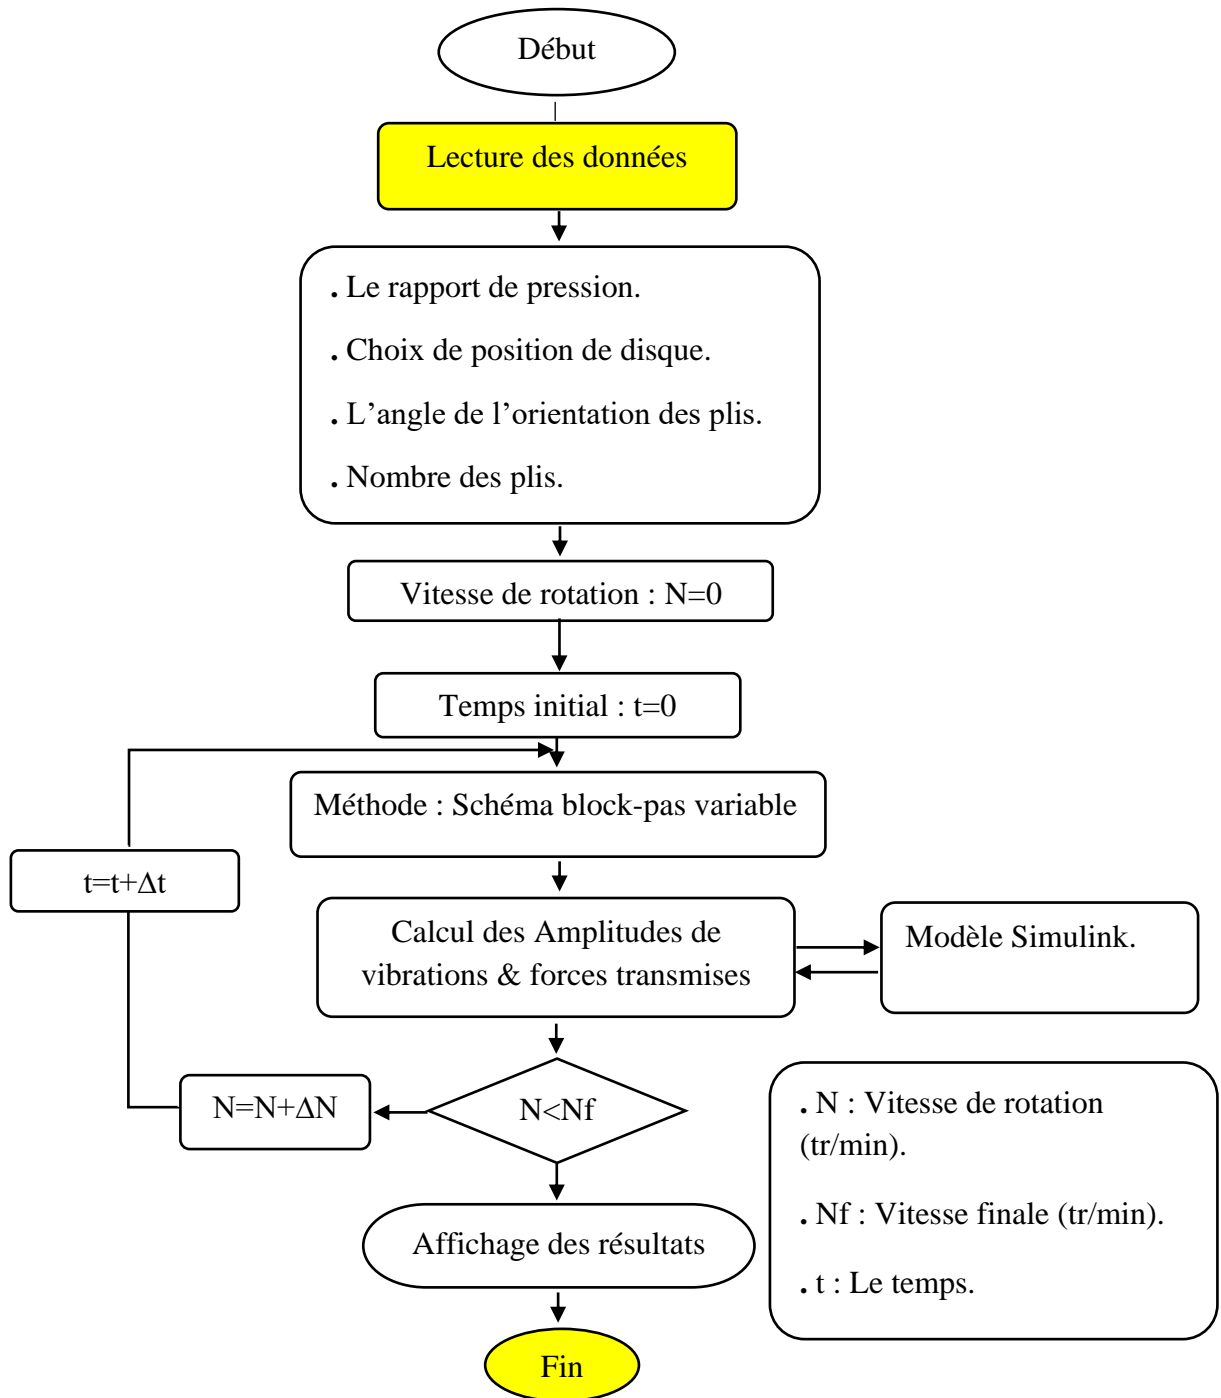 Début
Lecture des données
. Le rapport de pression.
. Choix de position de disque.
. L’angle de l’orientation des plis.
. Nombre des plis.
Vitesse de rotation : N=0
Temps initial : t=0
Méthode : Schéma block-pas variable
t=t+Δt
Calcul des Amplitudes de
vibrations & forces transmises
Modèle Simulink.
N=N+ΔN
N<Nf
. N : Vitesse de rotation
(tr/min).
. Nf : Vitesse finale (tr/min).
. t : Le temps.
Affichage des résultats
Fin